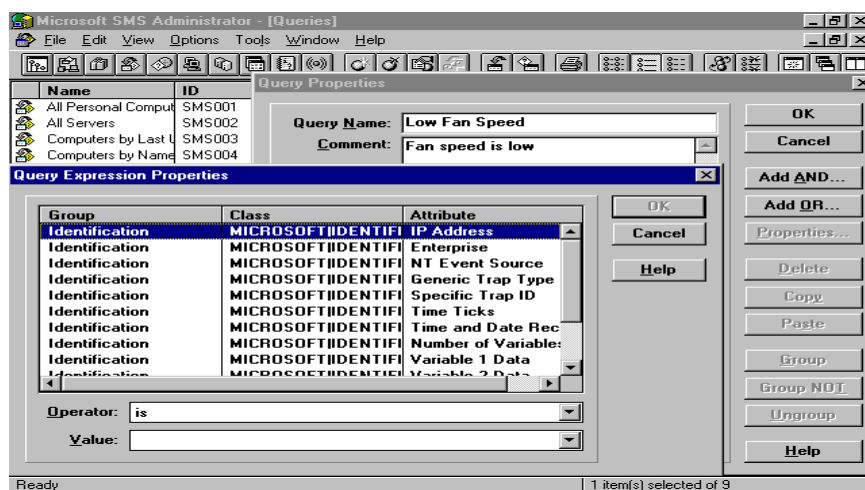 Microsoft SMS Administrator - [Queries]
File Edit View Options Tools Window Help
Name ID
All Personal Comput SMS001
All Servers SMS002
Computers by Last U SMS003
Computers by Name SMS004
Query Properties
Query Name: Low Fan Speed
Comment: Fan speed is low
OK
Cancel
Add AND...
Add OR...
Properties...
Delete
Copy
Paste
Group
Group NOT
Ungroup
Help
Query Expression Properties
Group Class Attribute
Identification MICROSOFT|IDENTIFI IP Address
Identification MICROSOFT|IDENTIFI Enterprise
Identification MICROSOFT|IDENTIFI NT Event Source
Identification MICROSOFT|IDENTIFI Generic Trap Type
Identification MICROSOFT|IDENTIFI Specific Trap ID
Identification MICROSOFT|IDENTIFI Time Ticks
Identification MICROSOFT|IDENTIFI Time and Date Rec
Identification MICROSOFT|IDENTIFI Number of Variables
Identification MICROSOFT|IDENTIFI Variable 1 Data
Identification MICROSOFT|IDENTIFI Variable 2 Data
OK
Cancel
Help
Operator: is
Value:
Ready 1 item(s) selected of 9